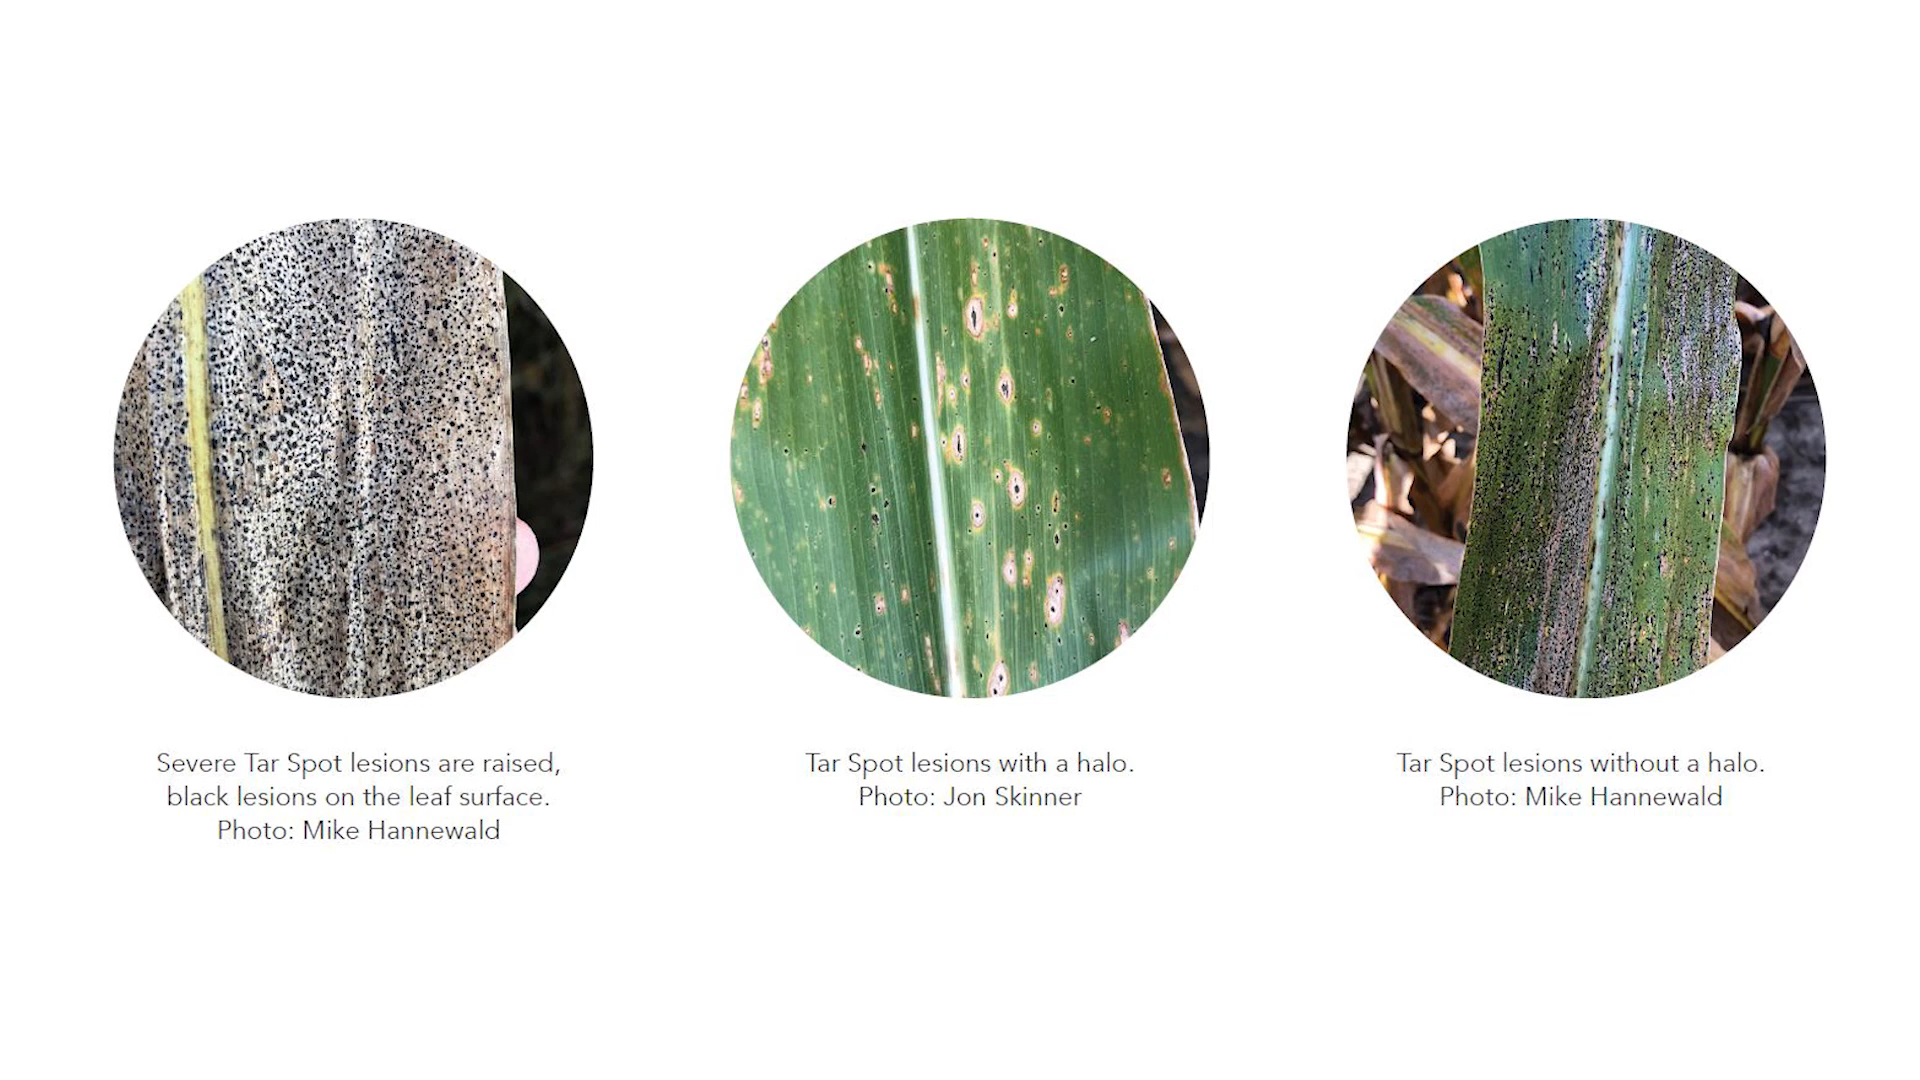 Severe Tar Spot lesions are raised,
black lesions on the leaf surface.
Photo: Mike Hannewald
Tar Spot lesions with a halo.
Photo: Jon Skinner
Tar Spot lesions without a halo.
Photo: Mike Hannewald